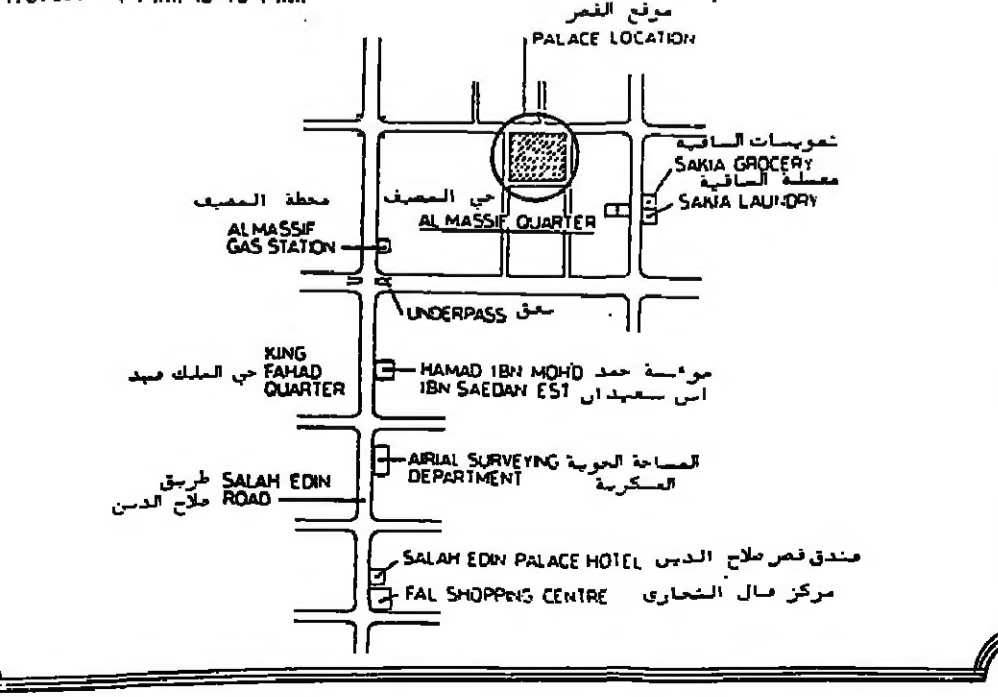 موقع القصر
PALACE LOCATION
تموينات الساقية
SAKIA GROCERY
مغسلة الساقية
SAKIA LAUNDRY
محطة المصيف
ALMASSIF
GAS STATION
حي المصيف
AL MASSIF QUARTER
UNDERPASS نفق
KING
FAHAD حي الملك فهد
QUARTER
HAMAD IBN MOH'D مؤسسة حمد
IBN SAEDAN EST ابن سعيدان
AIRIAL SURVEYING المساحة الجوية
DEPARTMENT العسكرية
طريق SALAH EDIN
صلاح الدين ROAD
SALAH EDIN PALACE HOTEL فندق قصر صلاح الدين
FAL SHOPPING CENTRE مركز فال التجارى